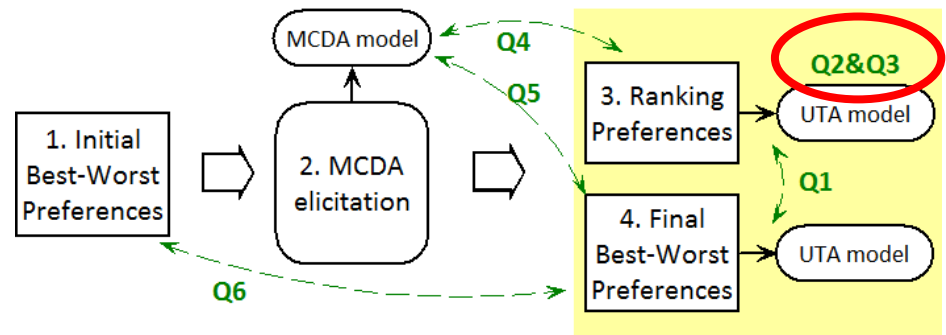 MCDA model
Q4
Q2&Q3
Q5
3. Ranking
Preferences
UTA model
1. Initial
Best-Worst
Preferences
2. MCDA
elicitation
Q1
4. Final
Best-Worst
Preferences
UTA model
Q6